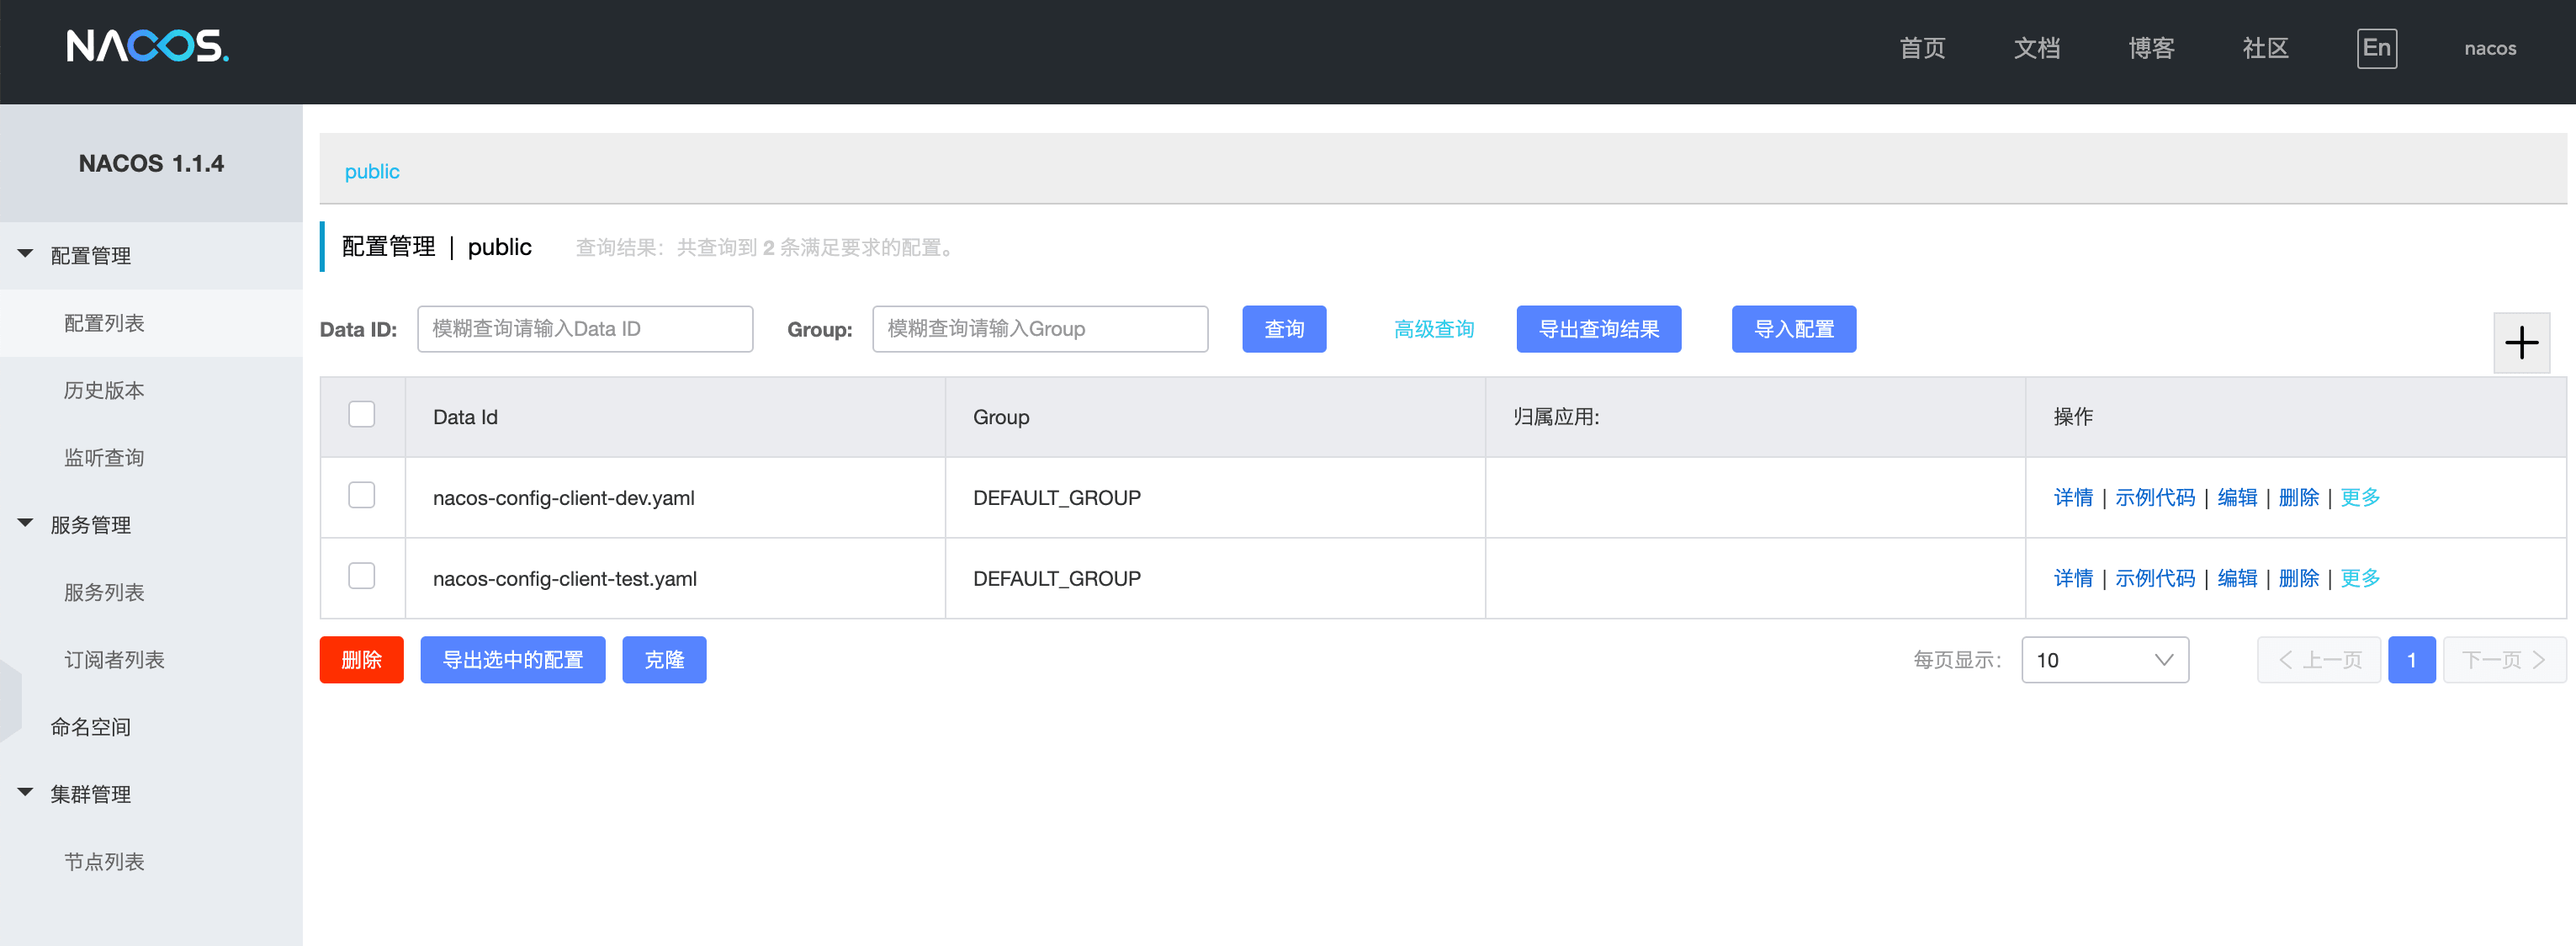 NACOS.
首页 文档 博客 社区 En nacos
NACOS 1.1.4
配置管理
配置列表
历史版本
监听查询
服务管理
服务列表
订阅者列表
命名空间
集群管理
节点列表
public
配置管理 | public 查询结果：共查询到 2 条满足要求的配置。
Data ID: 模糊查询请输入Data ID Group: 模糊查询请输入Group 查询 高级查询 导出查询结果 导入配置
Data Id Group 归属应用: 操作
nacos-config-client-dev.yaml DEFAULT_GROUP 详情 | 示例代码 | 编辑 | 删除 | 更多
nacos-config-client-test.yaml DEFAULT_GROUP 详情 | 示例代码 | 编辑 | 删除 | 更多
删除 导出选中的配置 克隆 每页显示： 10 上一页 1 下一页